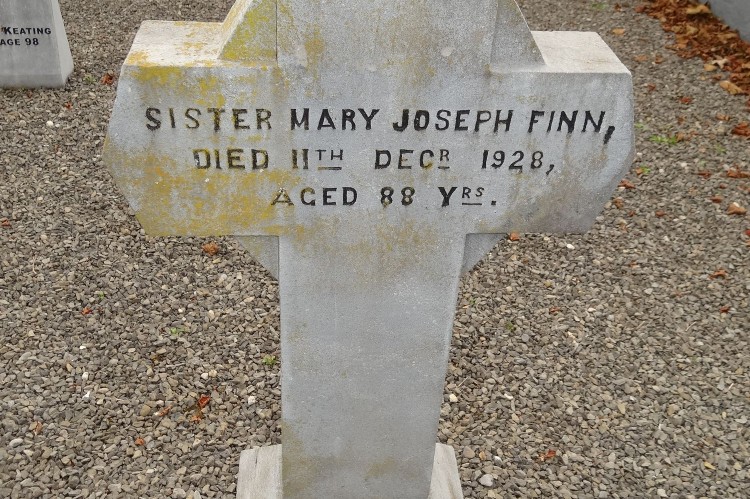 KEATING
AGE 98
SISTER MARY JOSEPH FINN,
DIED 11TH DECR 1928,
AGED 88 YRS.